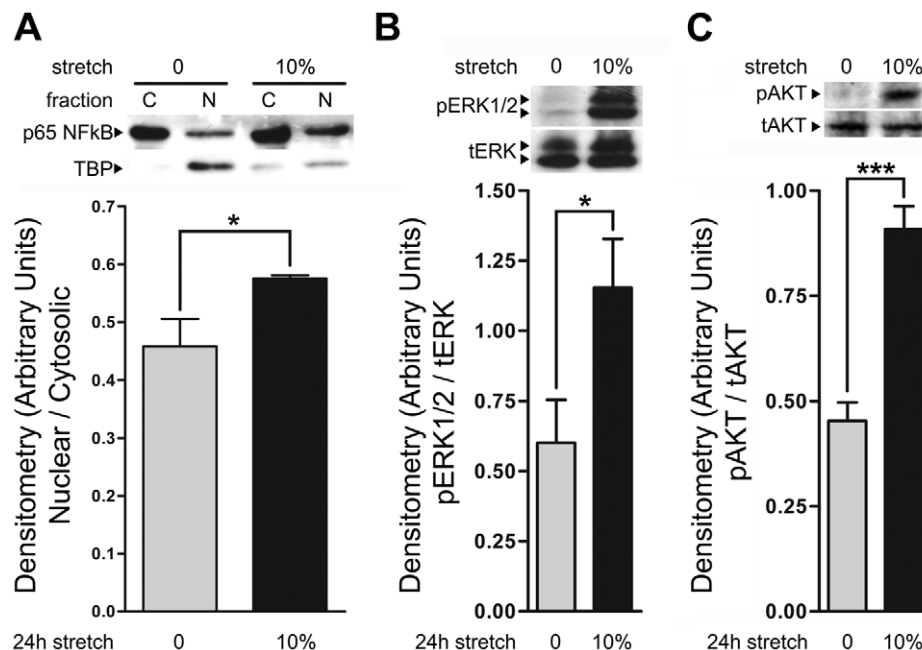 A
stretch 0 10%
fraction C N C N
p65 NFkB
TBP
*
Densitometry (Arbitrary Units)
Nuclear / Cytosolic
0.7
0.6
0.5
0.4
0.3
0.2
0.1
0.0
24h stretch 0 10%
B
stretch 0 10%
pERK1/2
tERK
*
Densitometry (Arbitrary Units)
pERK1/2 / tERK
1.50
1.25
1.00
0.75
0.50
0.25
0.00
24h stretch 0 10%
C
stretch 0 10%
pAKT
tAKT
***
Densitometry (Arbitrary Units)
pAKT / tAKT
1.00
0.75
0.50
0.25
0.00
24h stretch 0 10%